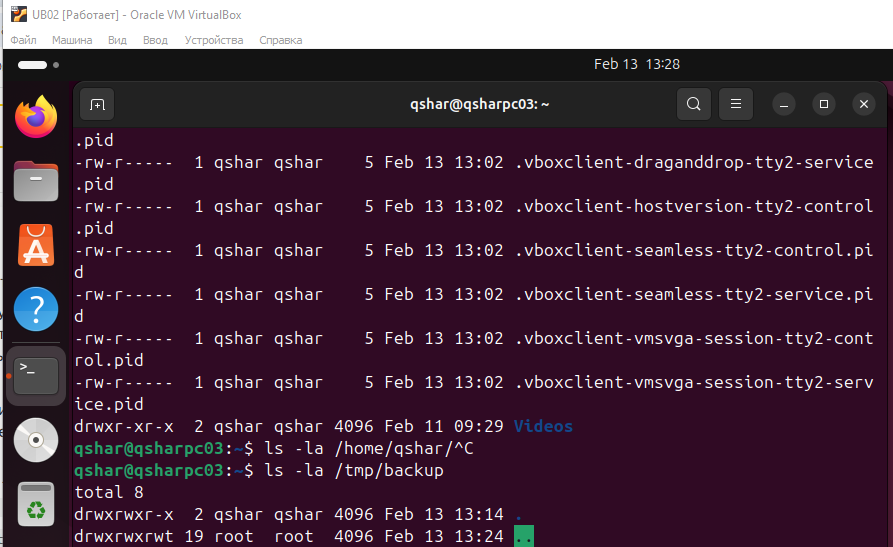 UB02 [Работает] - Oracle VM VirtualBox
Файл Машина Вид Ввод Устройства Справка
Feb 13 13:28
qshar@qsharpc03: ~
.pid
-rw-r----- 1 qshar qshar 5 Feb 13 13:02 .vboxclient-draganddrop-tty2-service
.pid
-rw-r----- 1 qshar qshar 5 Feb 13 13:02 .vboxclient-hostversion-tty2-control
.pid
-rw-r----- 1 qshar qshar 5 Feb 13 13:02 .vboxclient-seamless-tty2-control.pi
d
-rw-r----- 1 qshar qshar 5 Feb 13 13:02 .vboxclient-seamless-tty2-service.pi
d
-rw-r----- 1 qshar qshar 5 Feb 13 13:02 .vboxclient-vmsvga-session-tty2-cont
rol.pid
-rw-r----- 1 qshar qshar 5 Feb 13 13:02 .vboxclient-vmsvga-session-tty2-serv
ice.pid
drwxr-xr-x 2 qshar qshar 4096 Feb 11 09:29 Videos
qshar@qsharpc03:~$ ls -la /home/qshar/^C
qshar@qsharpc03:~$ ls -la /tmp/backup
total 8
drwxrwxr-x 2 qshar qshar 4096 Feb 13 13:14 .
drwxrwxrwt 19 root root 4096 Feb 13 13:24 ..